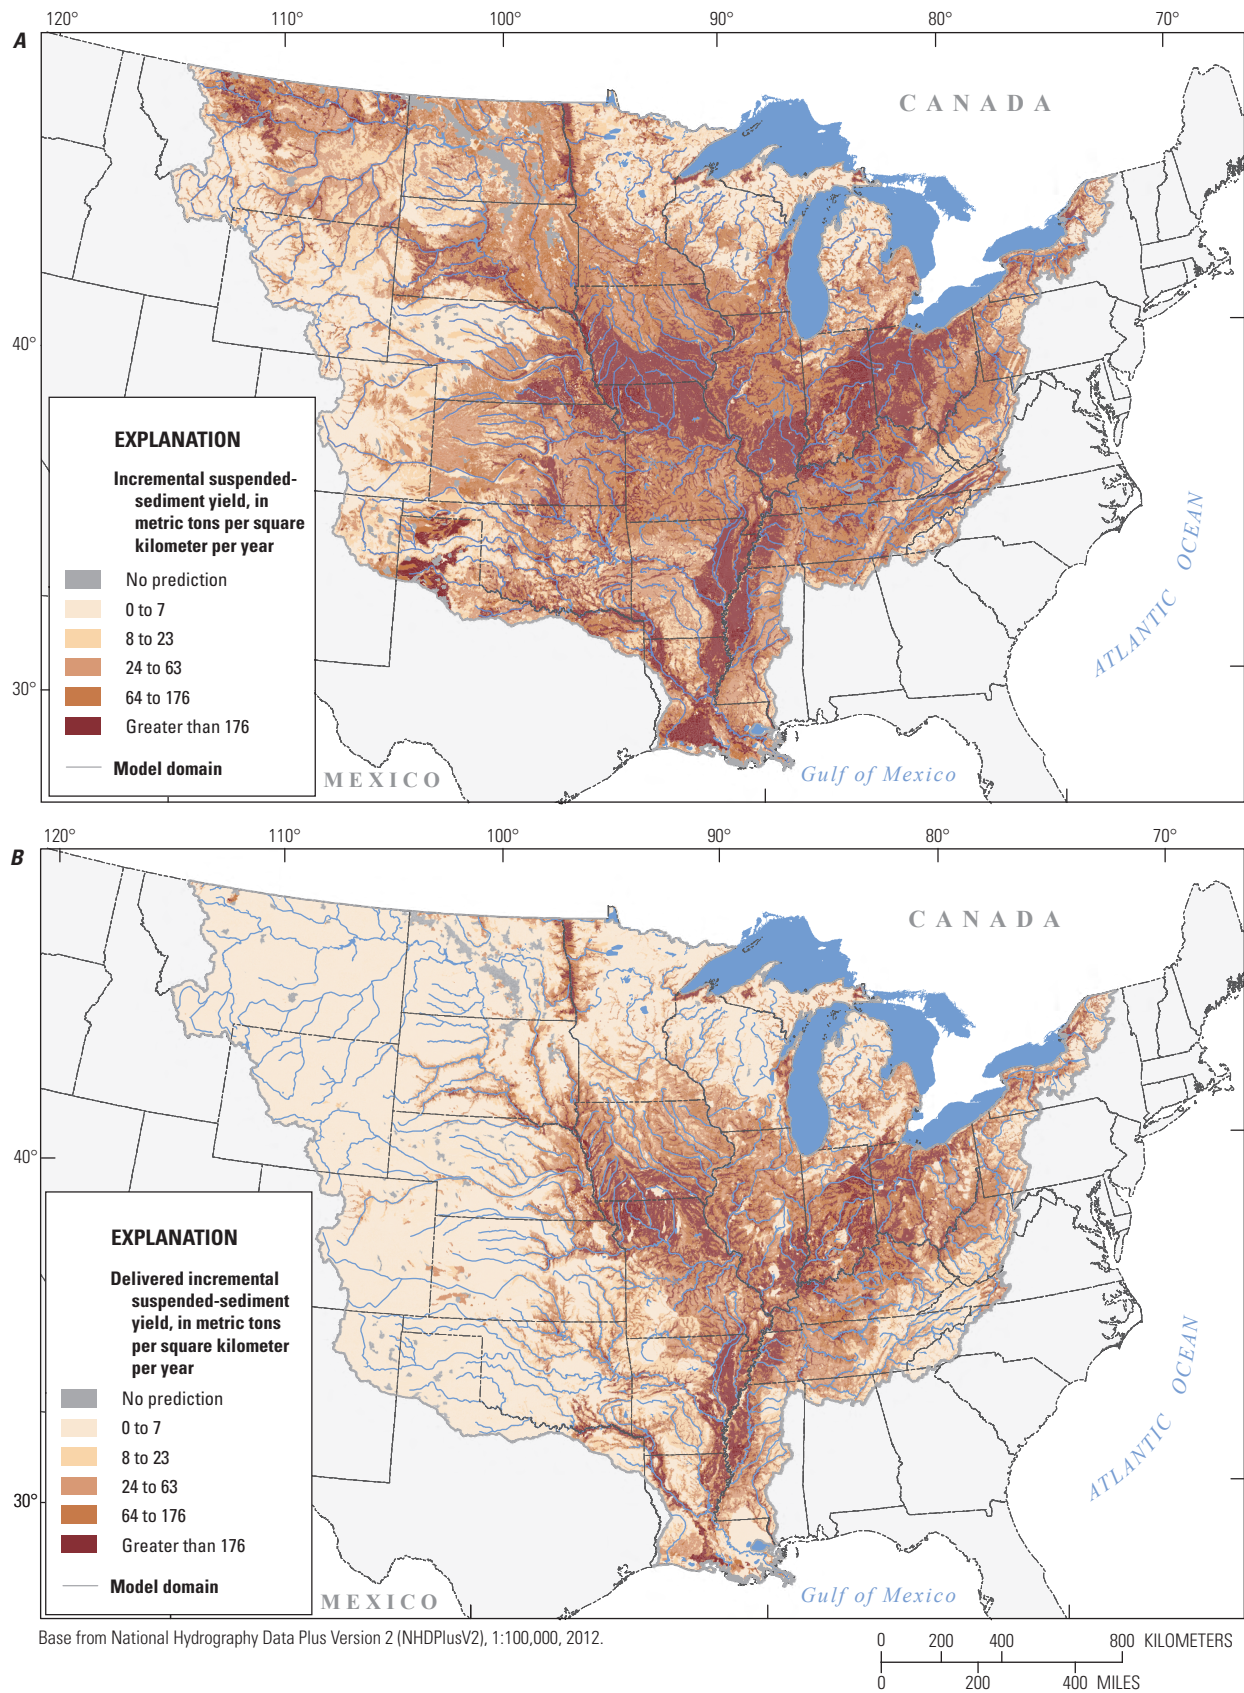 120°
110°
100°
90°
80°
70°
A
CANADA
40°
EXPLANATION
Incremental suspended-
sediment yield, in
metric tons per square
kilometer per year
No prediction
0 to 7
8 to 23
24 to 63
64 to 176
Greater than 176
Model domain
30°
ATLANTIC OCEAN
MEXICO
Gulf of Mexico
B
120°
110°
100°
90°
80°
70°
CANADA
40°
EXPLANATION
Delivered incremental
suspended-sediment
yield, in metric tons
per square kilometer
per year
No prediction
0 to 7
8 to 23
24 to 63
64 to 176
Greater than 176
Model domain
30°
ATLANTIC OCEAN
MEXICO
Gulf of Mexico
Base from National Hydrography Data Plus Version 2 (NHDPlusV2), 1:100,000, 2012.
0 200 400 800 KILOMETERS
0 200 400 MILES